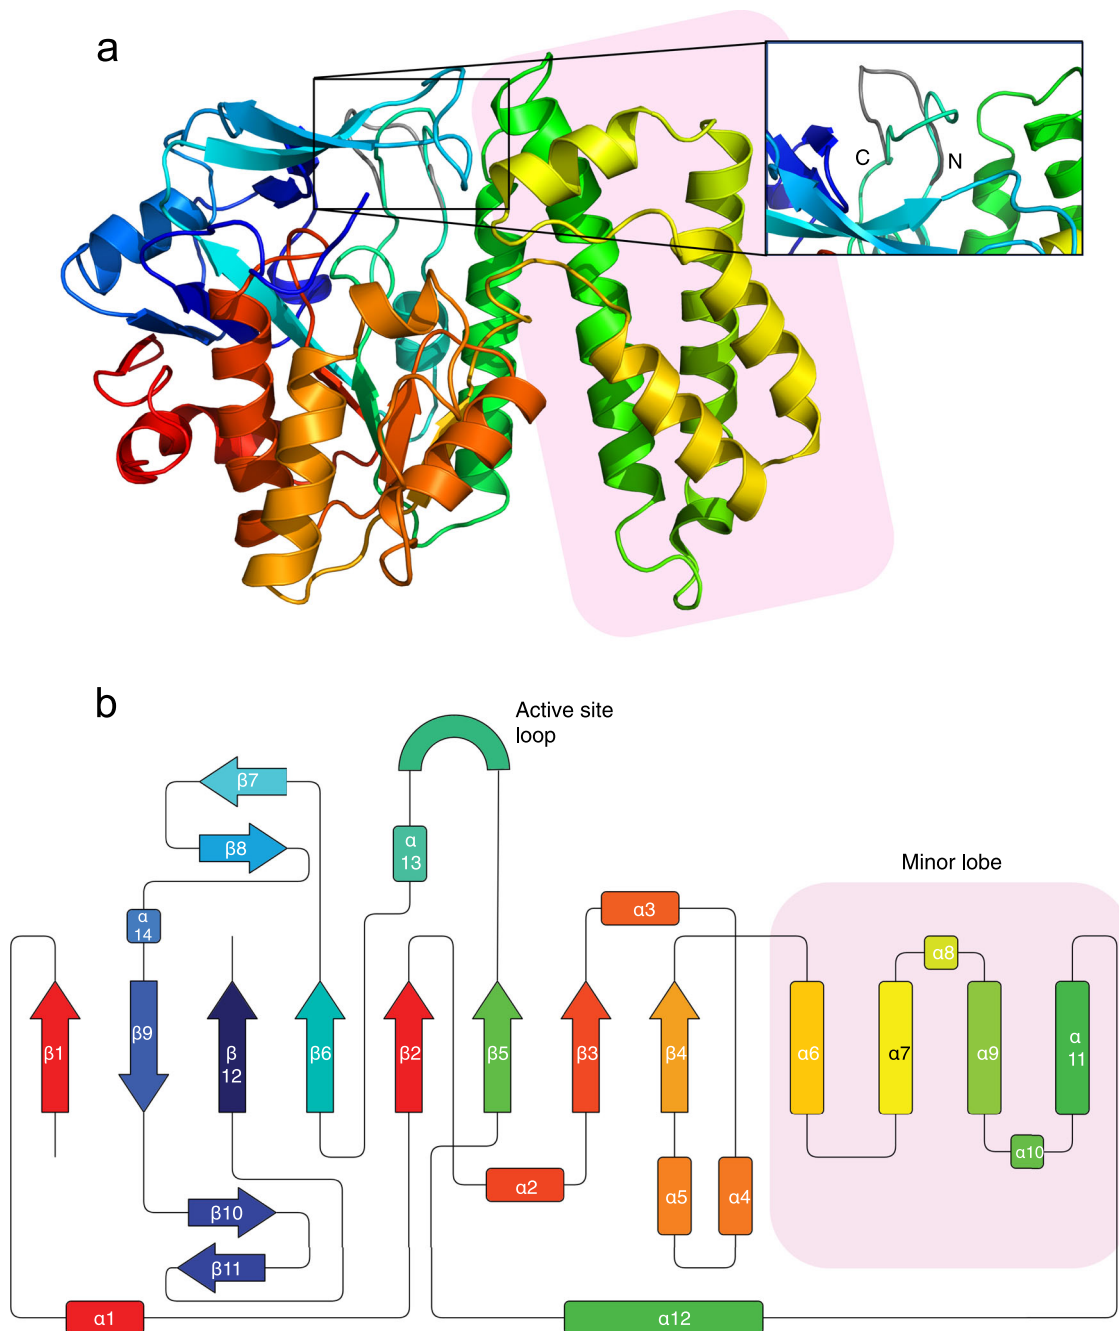 a
C
N
b
Active site
loop
β7
β8
α
13
Minor lobe
α
14
α3
α8
β1
β9
β
12
β6
β2
β5
β3
β4
α6
α7
α9
α
11
α10
α2
α5
α4
β10
β11
α1
α12